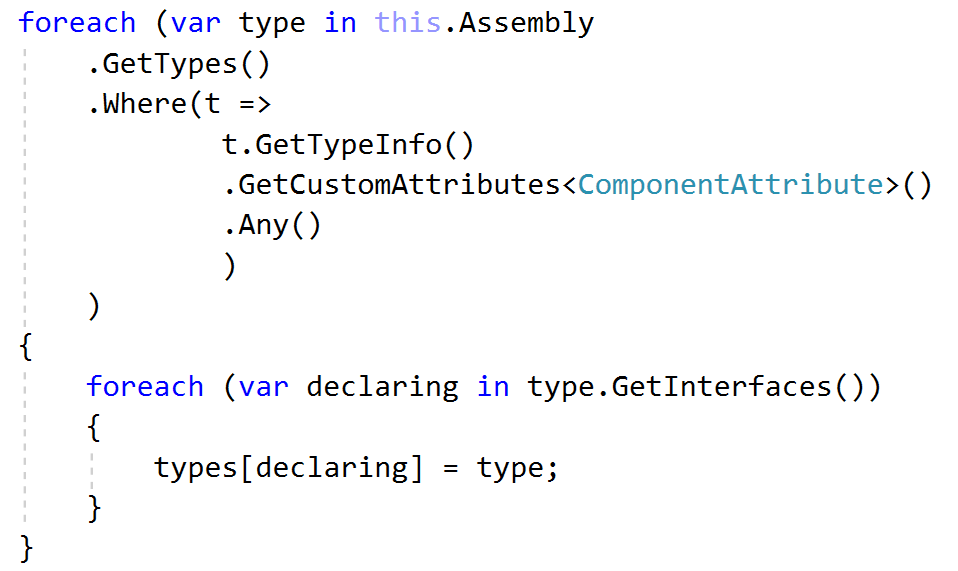 foreach (var type in this.Assembly
    .GetTypes()
    .Where(t =>
            t.GetTypeInfo()
            .GetCustomAttributes<ComponentAttribute>()
            .Any()
            )
    )
{
    foreach (var declaring in type.GetInterfaces())
    {
        types[declaring] = type;
    }
}